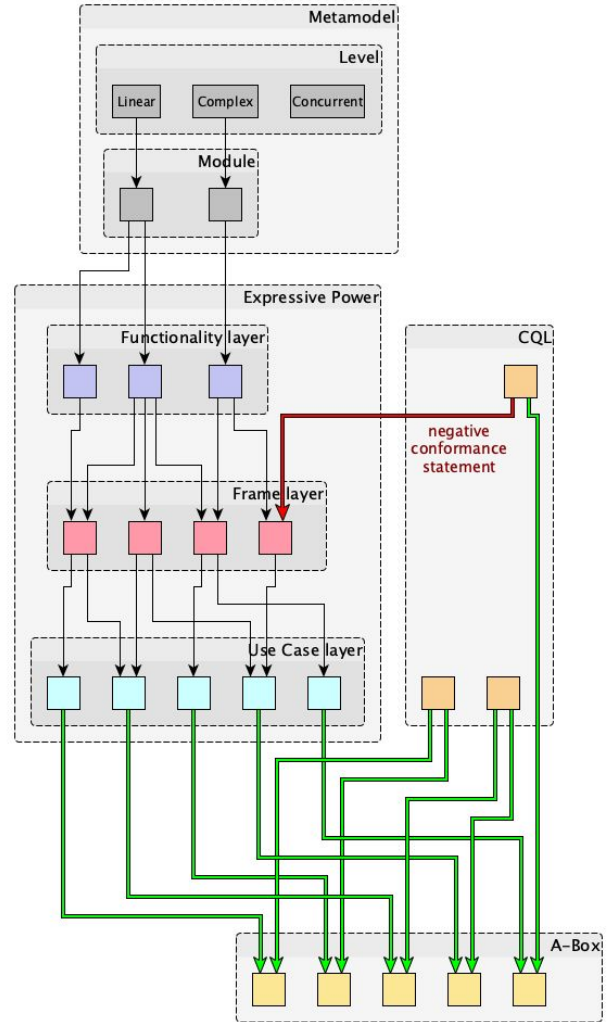 Metamodel
Level
Linear
Complex
Concurrent
Module
Expressive Power
Functionality layer
CQL
negative
conformance
statement
Frame layer
Use Case layer
A-Box